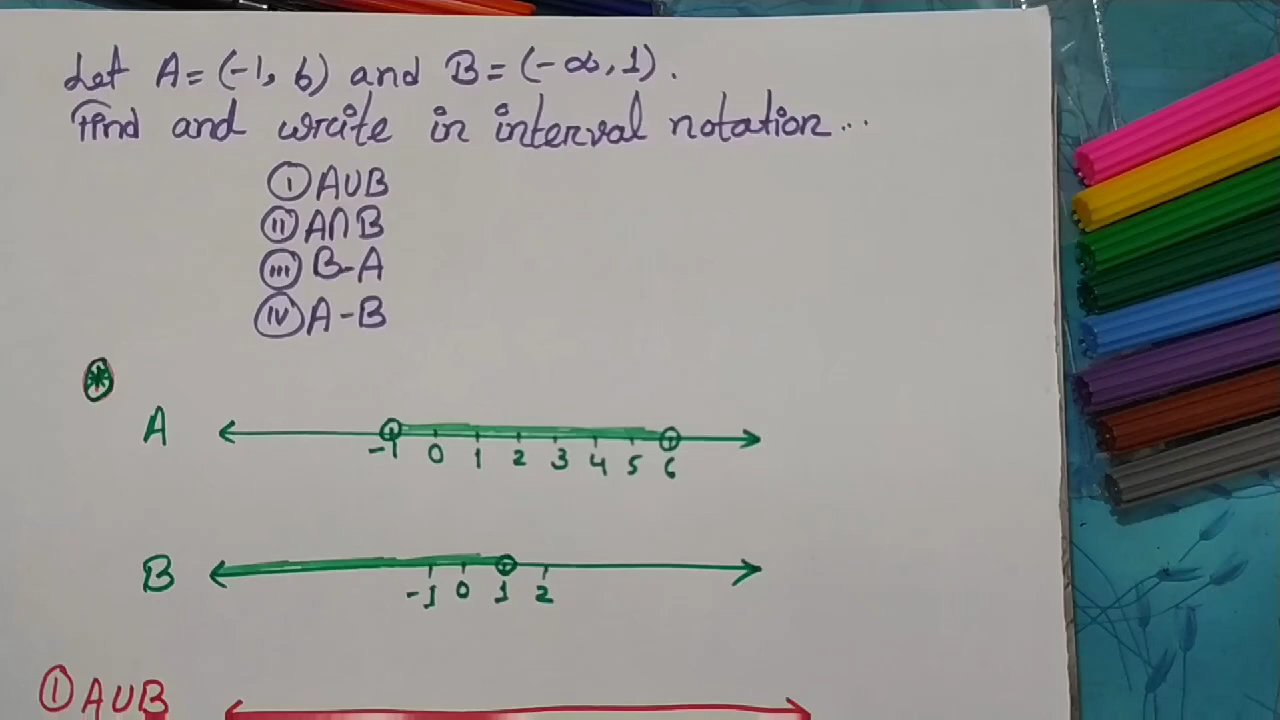 Let A = (-1, 6) and B = (-∞, 1).
Find and write in interval notation...
(i) A∪B
(ii) A∩B
(iii) B-A
(iv) A-B
*
A
-1 0 1 2 3 4 5 6
B
-1 0 1 2
(i) A∪B